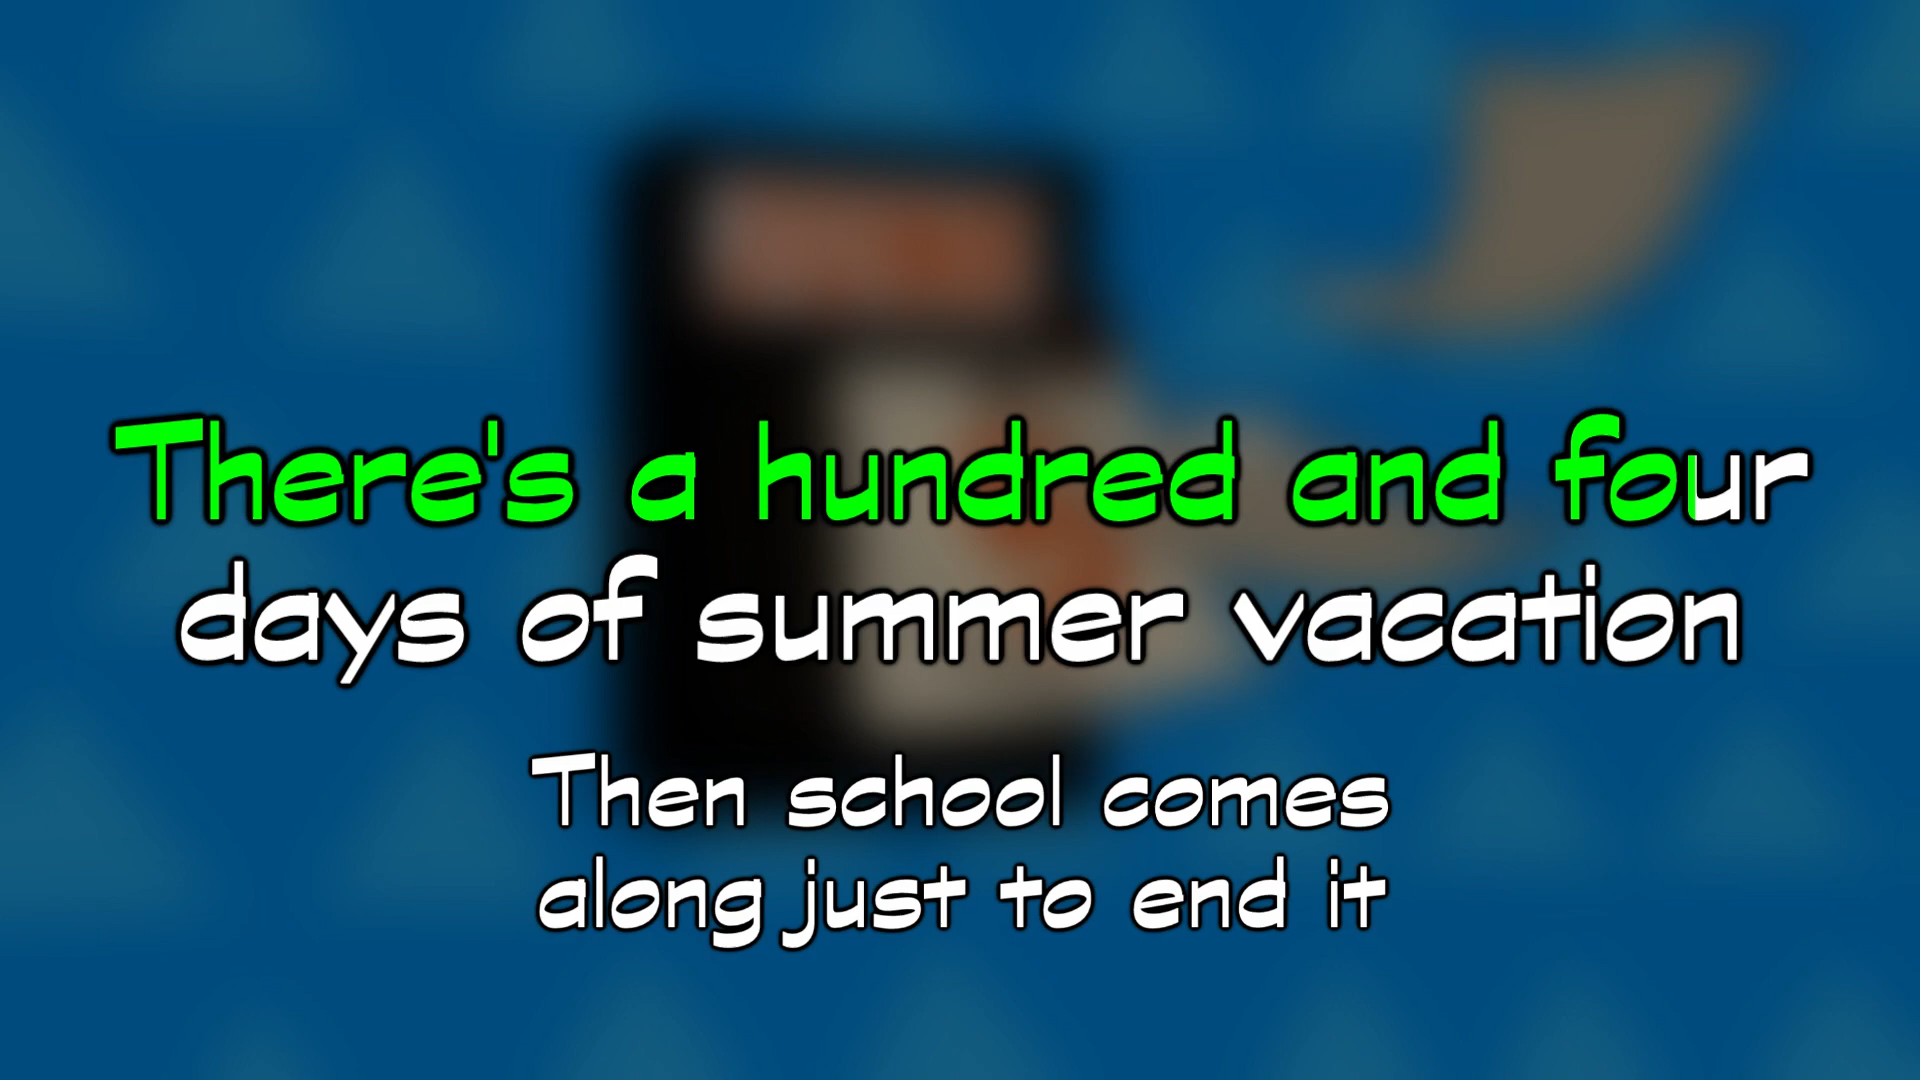 There's a hundred and four
days of summer vacation
Then school comes
along just to end it